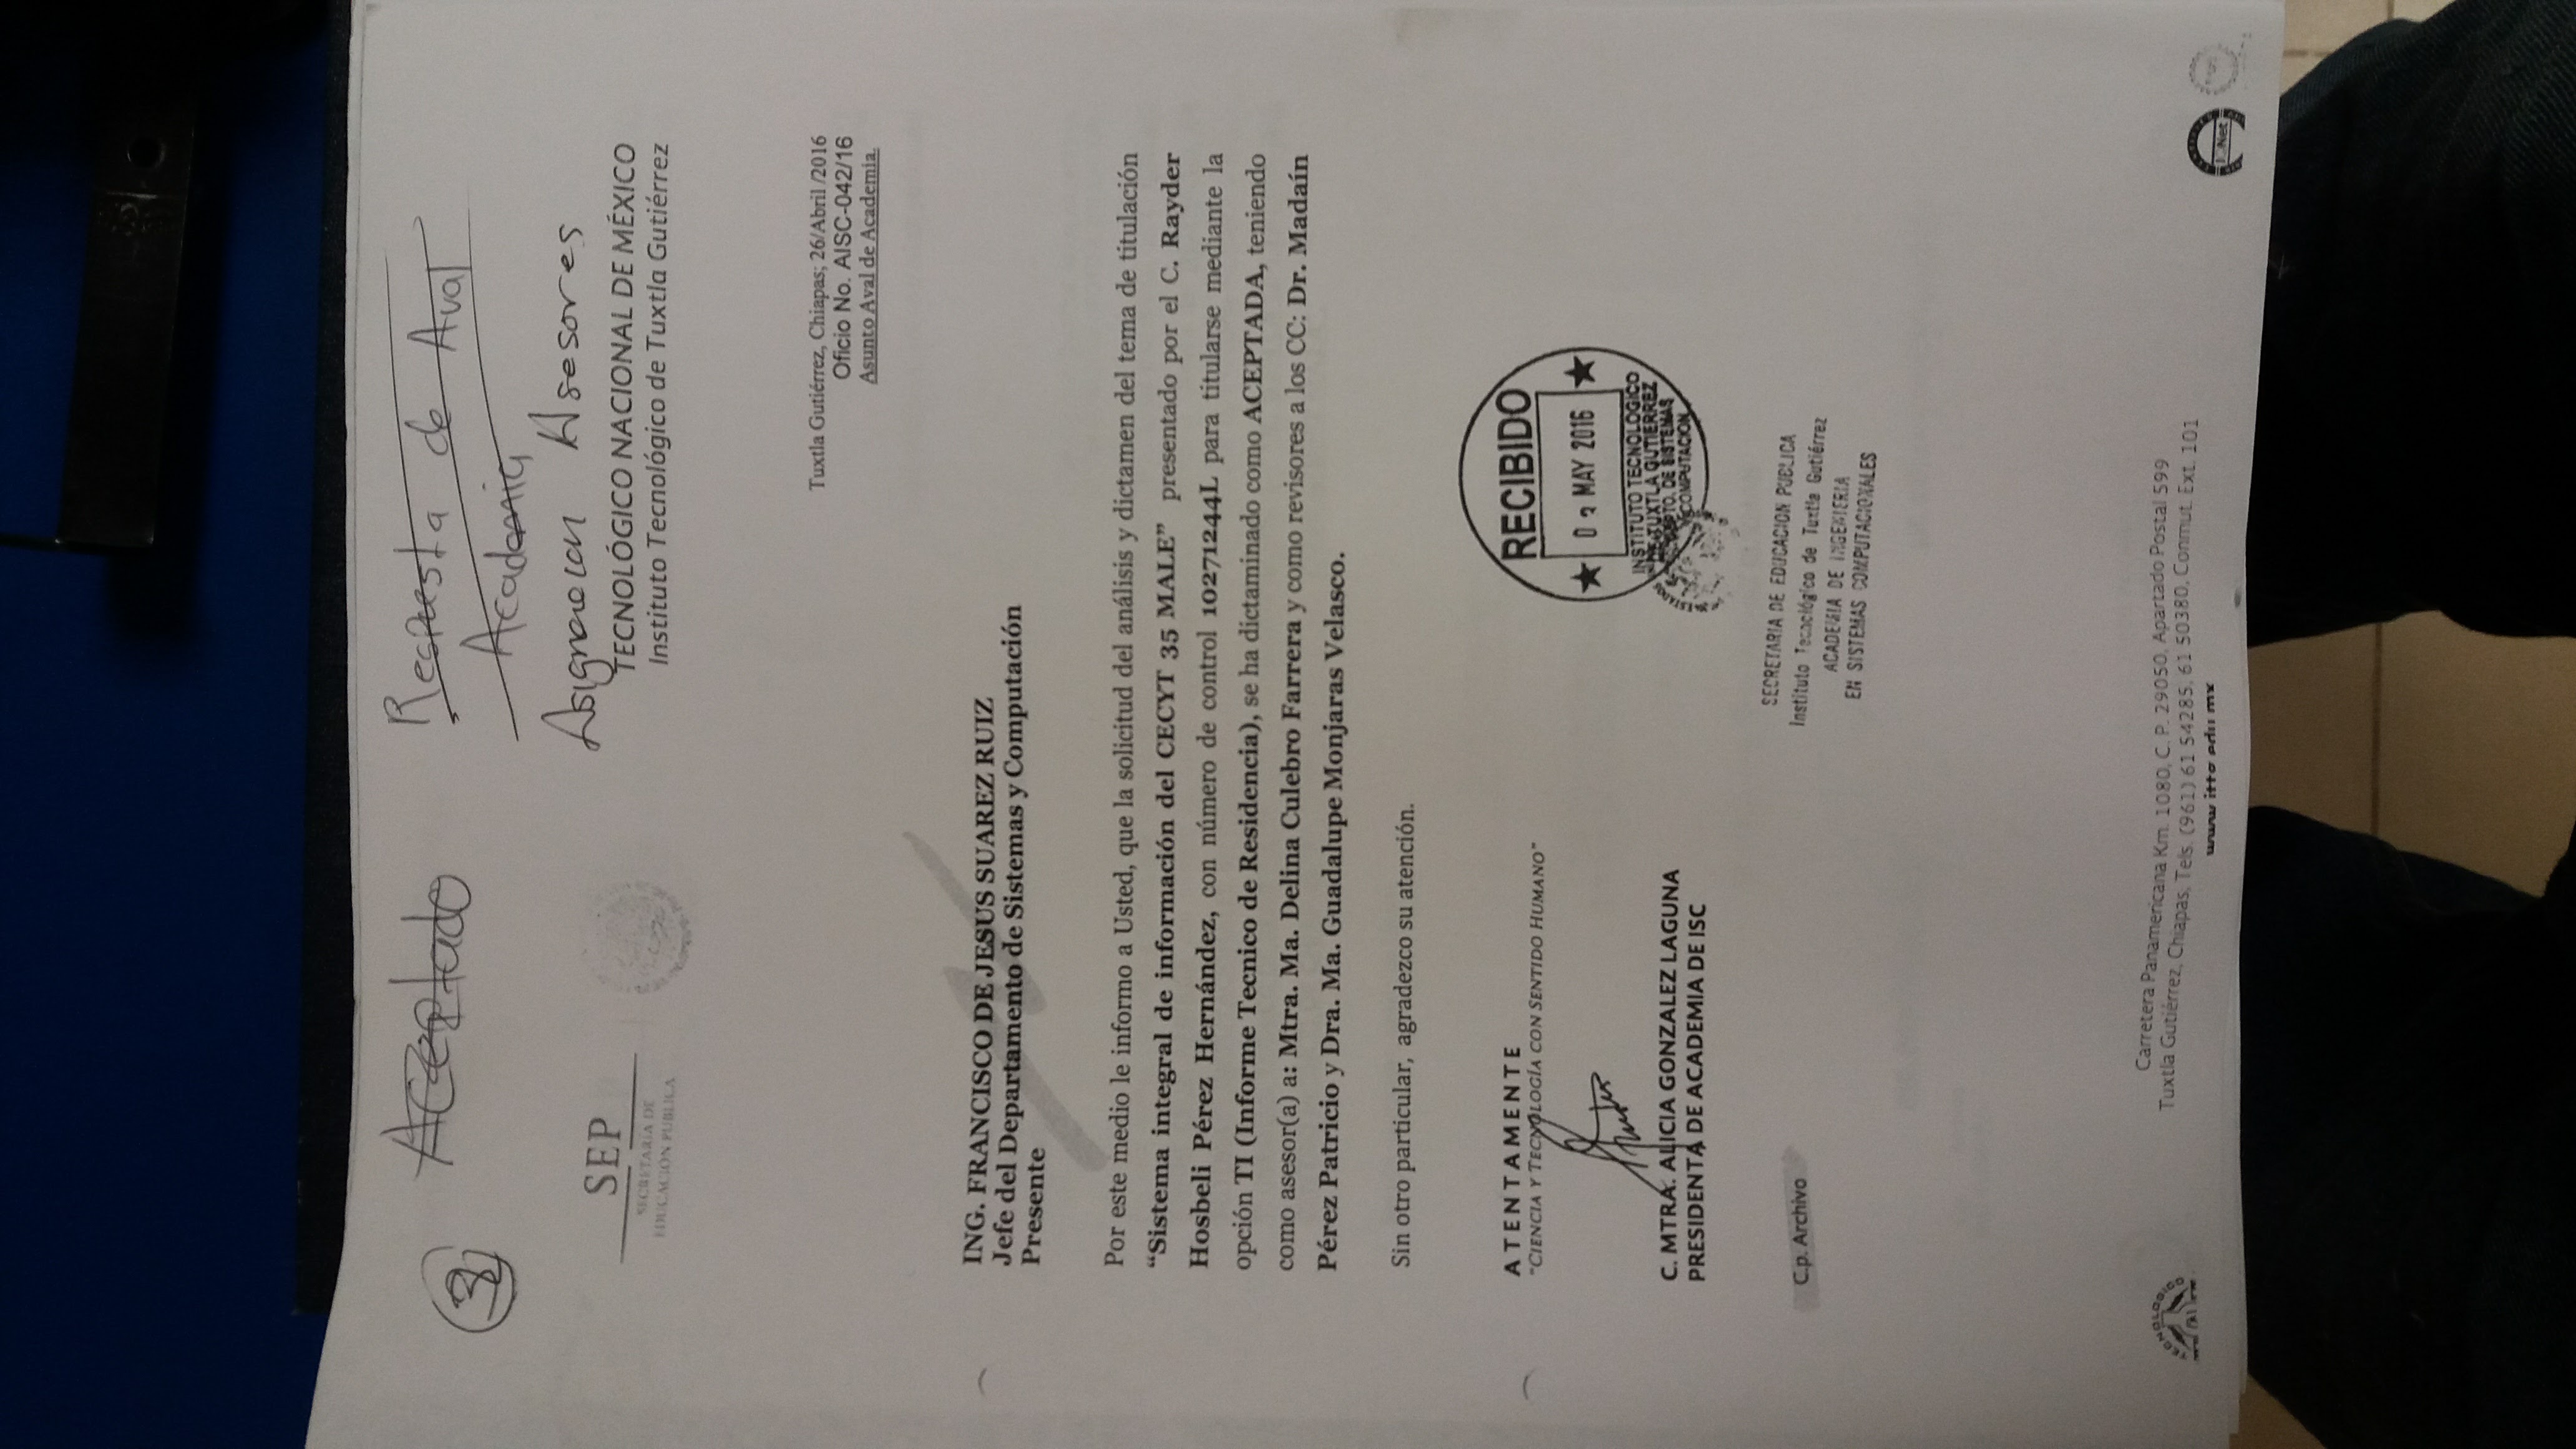 Aceptado
Respuesta de Aval
Academia
Asignacion Asesores
SEP
SECRETARÍA DE
EDUCACIÓN PÚBLICA
TECNOLÓGICO NACIONAL DE MÉXICO
Instituto Tecnológico de Tuxtla Gutiérrez
Tuxtla Gutiérrez, Chiapas; 26/Abril /2016
Oficio No. AISC-042/16
Asunto Aval de Academia.
ING. FRANCISCO DE JESUS SUAREZ RUIZ
Jefe del Departamento de Sistemas y Computación
Presente
Por este medio le informo a Usted, que la solicitud del análisis y dictamen del tema de titulación
“Sistema integral de información del CECYT 35 MALE” presentado por el C. Rayder
Hosbeli Pérez Hernández, con número de control 10271244L para titularse mediante la
opción TI (Informe Tecnico de Residencia), se ha dictaminado como ACEPTADA, teniendo
como asesor(a) a: Mtra. Ma. Delina Culebro Farrera y como revisores a los CC: Dr. Madaín
Pérez Patricio y Dra. Ma. Guadalupe Monjaras Velasco.
Sin otro particular, agradezco su atención.
ATENTAMENTE
"CIENCIA Y TECNOLOGÍA CON SENTIDO HUMANO"
C. MTRA. ALICIA GONZALEZ LAGUNA
PRESIDENTA DE ACADEMIA DE ISC
C.p. Archivo
RECIBIDO
MAY 2016
INSTITUTO TECNOLOGICO
DE TUXTLA GUTIERREZ
DPTO. DE SISTEMAS
Y COMPUTACION
SECRETARIA DE EDUCACION PUBLICA
Instituto Tecnológico de Tuxtla Gutiérrez
ACADEMIA DE INGENIERIA
EN SISTEMAS COMPUTACIONALES
Carretera Panamericana Km. 1080, C. P. 29050, Apartado Postal 599
Tuxtla Gutiérrez, Chiapas, Tels. (961) 61 54285, 61 50380, Conmut. Ext. 101
www.ittg.edu.mx
TECNOLOGICO
IQNet